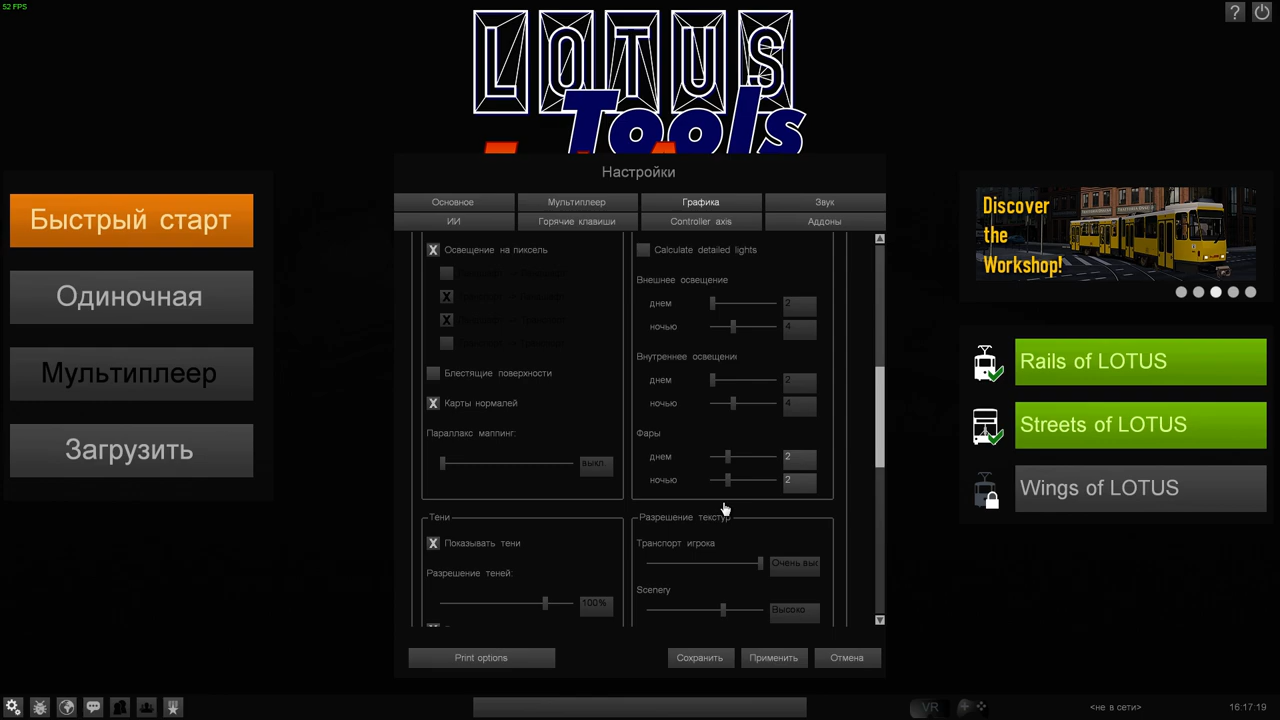 52 FPS
LOTUS
Tools
Настройки
Основное
Мультиплеер
Графика
Звук
ИИ
Горячие клавиши
Controller axis
Аддоны
Быстрый старт
Одиночная
Мультиплеер
Загрузить
Освещение на пиксель
Блестящие поверхности
Карты нормалей
Параллакс маппинг:
выкл
Calculate detailed lights
Внешнее освещение
днем
2
ночью
4
Внутреннее освещени
днем
2
ночью
4
Фары
днем
2
ночью
2
Тени
Показывать тени
Разрешение теней:
100%
Разрешение текстур
Транспорт игрока
Очень выс
Scenery
Высоко
Print options
Сохранить
Применить
Отмена
Discover
the
Workshop!
Rails of LOTUS
Streets of LOTUS
Wings of LOTUS
VR
<не в сети>
16:17:19